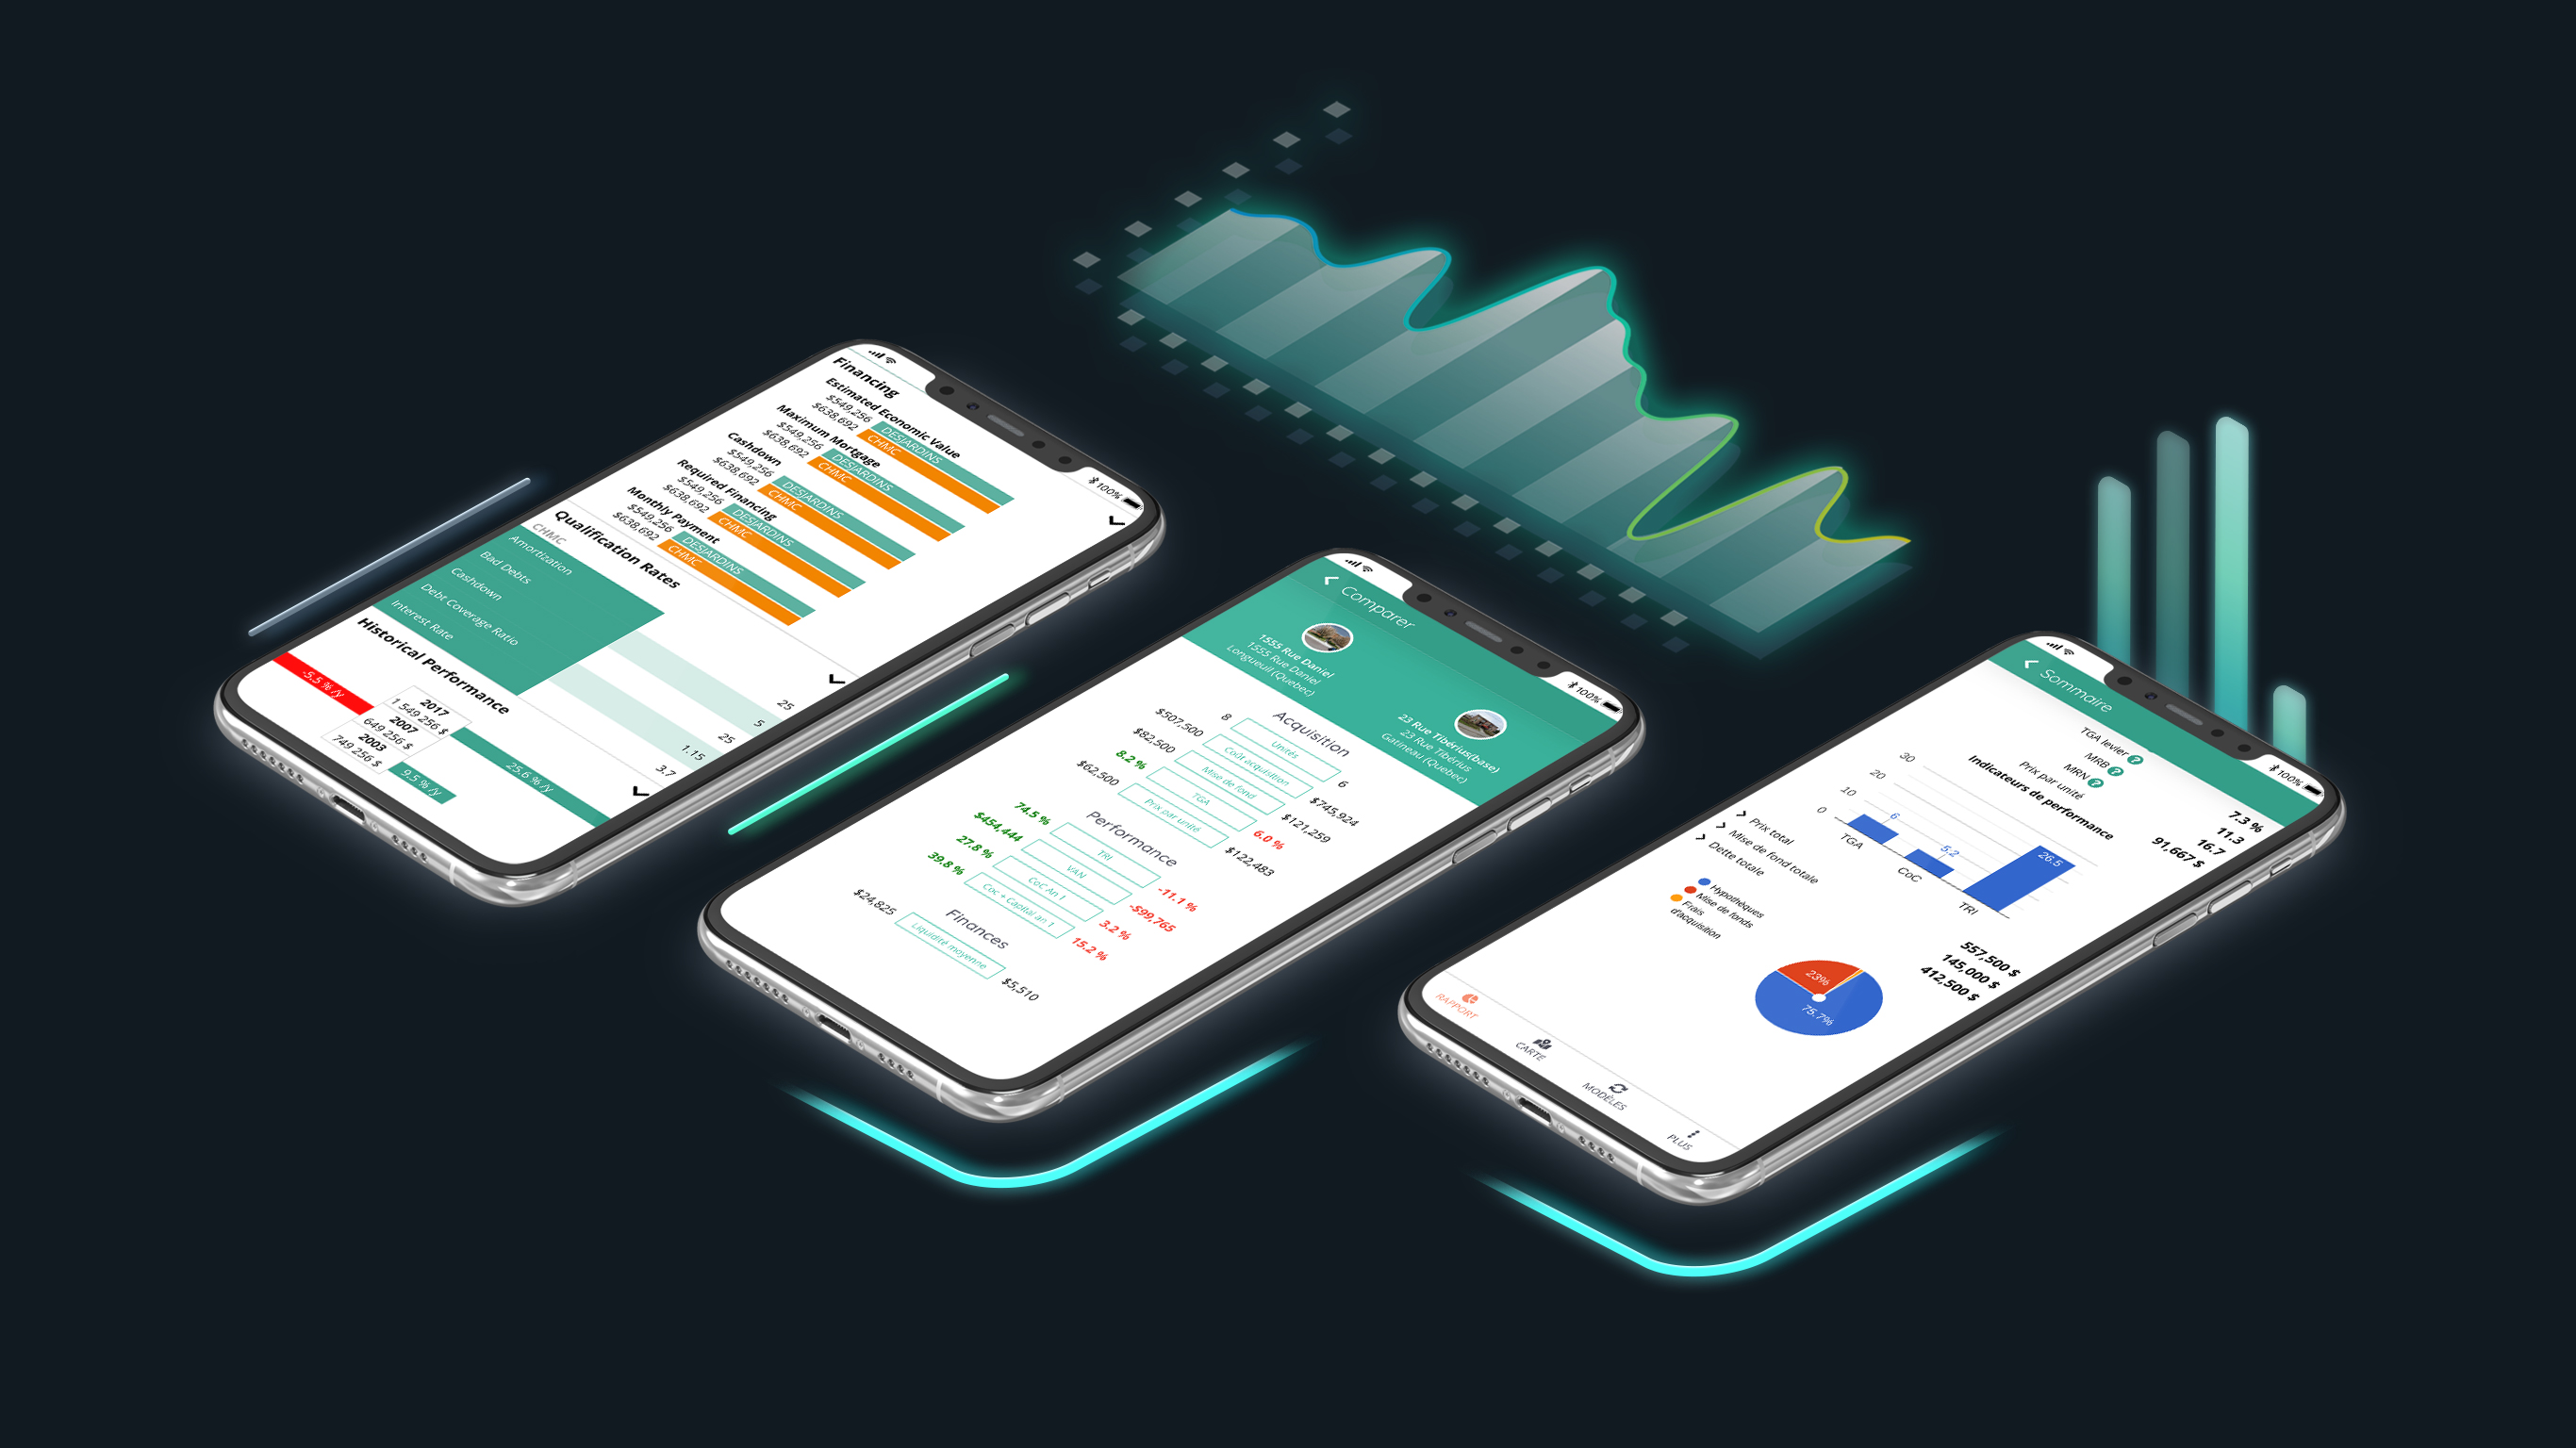 100%
Financing
Estimated Economic Value
$549,256 DESJARDINS
$638,692 CHMC
Maximum Mortgage
$549,256 DESJARDINS
$638,692 CHMC
Cashdown
$549,256 DESJARDINS
$638,692 CHMC
Required Financing
$549,256 DESJARDINS
$638,692 CHMC
Monthly Payment
$549,256 DESJARDINS
$638,692 CHMC
Qualification Rates
CHMC
Amortization 25
Bad Debts 5
Cashdown 25
Debt Coverage Ratio 1.15
Interest Rate 3.7
Historical Performance
2017
1 549 256 $
25.6 % /y
2007
649 256 $
-5.5 % /y
2003
749 256 $
9.5 % /y
100%
Comparer
1555 Rue Daniel
1555 Rue Daniel
Longueuil (Quebec)
23 Rue Tibérius(base)
23 Rue Tibérius
Gatineau (Quebec)
Acquisition
8 Unités 6
$507,500 Coût acquisition $745,924
$82,500 Mise de fond $121,259
8.2 % TGA 6.0 %
$62,500 Prix par unité $122,483
Performance
74.5 % TRI -11.1 %
$454,444 VAN -$99,765
27.8 % CoC An 1 3.2 %
39.8 % Coc + Capital an 1 15.2 %
Finances
$24,825 Liquidité moyenne $5,510
100%
Sommaire
TGA levier ? 7.3 %
MRB ? 11.3
MRN ? 16.7
Prix par unité 91,667 $
Indicateurs de performance
30
20
10
0
6
5.2
26.5
TGA
CoC
TRI
Prix total 557,500 $
Mise de fond totale 145,000 $
Dette totale 412,500 $
Hypothèques
Mise de fonds
Frais
d'acquisition
23%
75.7%
RAPPORT
CARTE
MODÈLES
PLUS